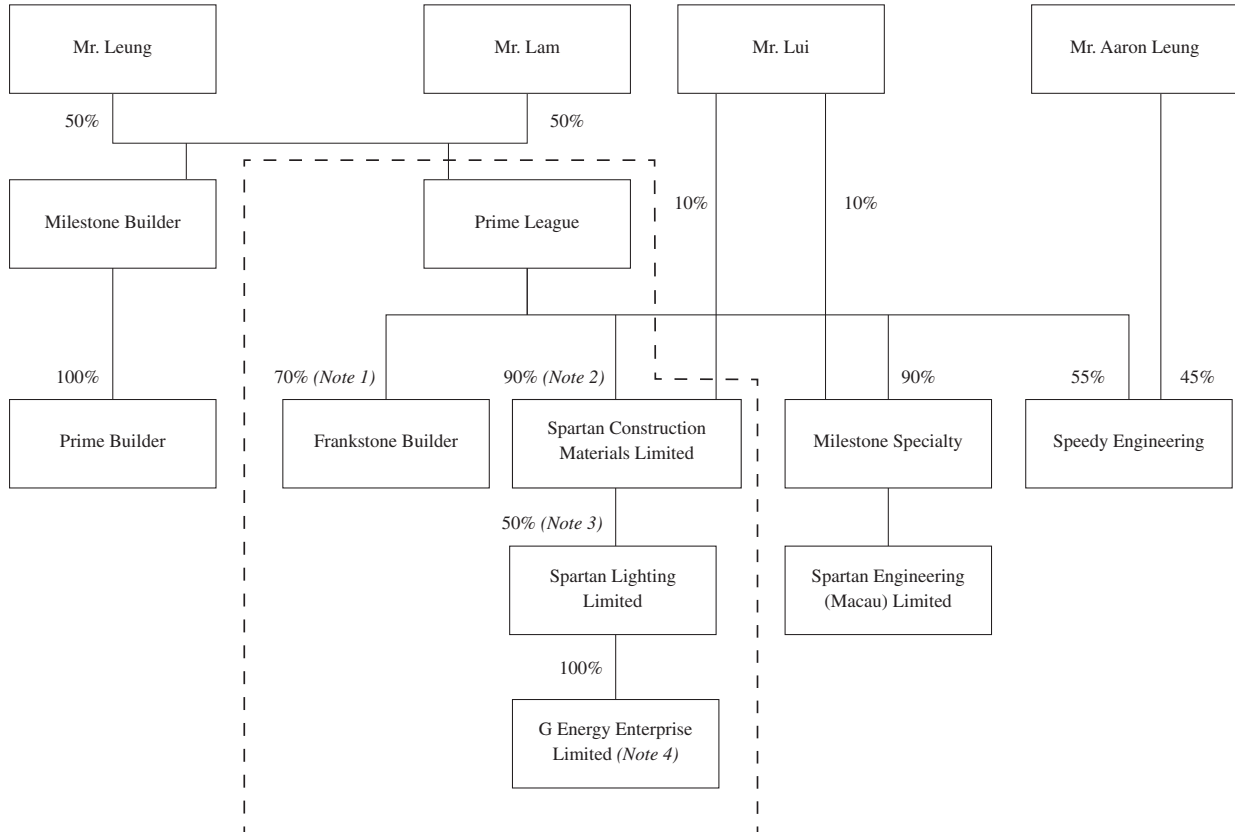 Mr. Leung
Mr. Lam
Mr. Lui
Mr. Aaron Leung
50%
50%
Milestone Builder
Prime League
10%
10%
100%
70% (Note 1)
90% (Note 2)
90%
55%
45%
Prime Builder
Frankstone Builder
Spartan Construction
Materials Limited
Milestone Specialty
Speedy Engineering
50% (Note 3)
Spartan Lighting
Limited
Spartan Engineering
(Macau) Limited
100%
G Energy Enterprise
Limited (Note 4)